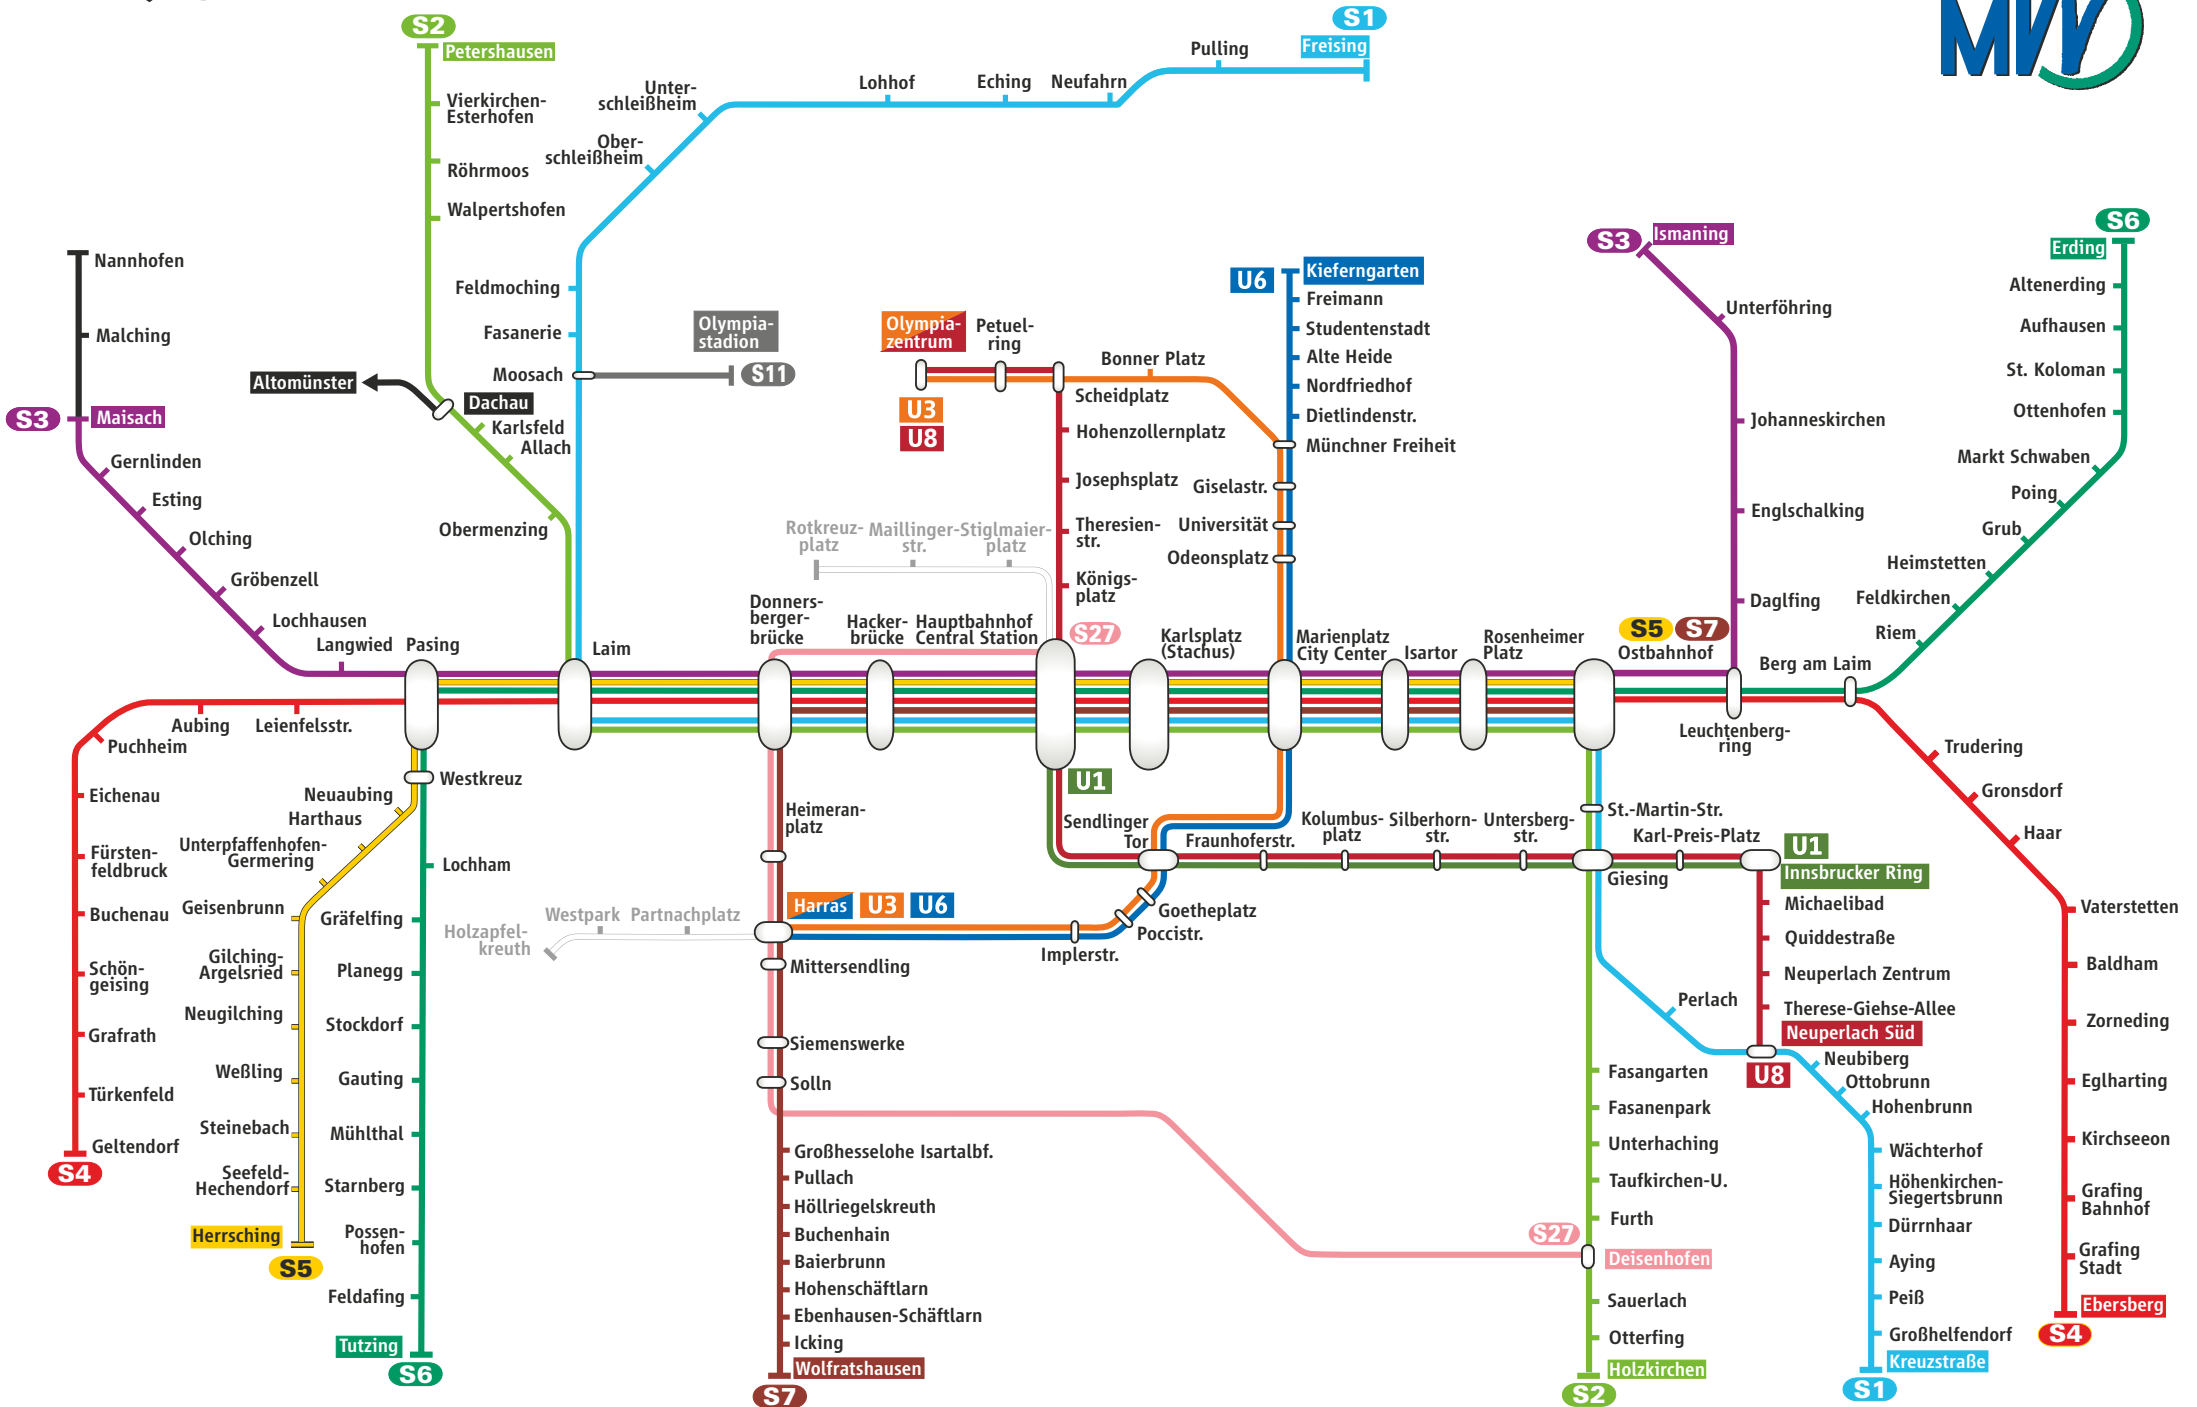 S2
Petershausen
Vierkirchen-
Esterhofen
Röhrmoos
Walpertshofen
S1
Freising
Pulling
Neufahrn
Eching
Lohhof
Unter-
schleißheim
Ober-
schleißheim
Feldmoching
Fasanerie
Moosach
Olympia-
stadion
S11
MVV
Nannhofen
Malching
S3
Maisach
Gernlinden
Esting
Olching
Gröbenzell
Lochhausen
Langwied
Altomünster
Dachau
Karlsfeld
Allach
Obermenzing
Olympia-
zentrum
U3
U8
Petuel-
ring
Scheidplatz
Bonner Platz
Hohenzollernplatz
Josephsplatz
Theresien-
str.
Königs-
platz
U6
Kieferngarten
Freimann
Studentenstadt
Alte Heide
Nordfriedhof
Dietlindenstr.
Münchner Freiheit
Giselastr.
Universität
Odeonsplatz
Rotkreuz-
platz
Maillinger-
str.
Stiglmaier-
platz
S3
Ismaning
Unterföhring
Johanneskirchen
Englschalking
Daglfing
S6
Erding
Altenerding
Aufhausen
St. Koloman
Ottenhofen
Markt Schwaben
Poing
Grub
Heimstetten
Feldkirchen
Riem
Berg am Laim
Pasing
Laim
Donners-
berger-
brücke
Hacker-
brücke
Hauptbahnhof
Central Station
S27
Karlsplatz
(Stachus)
Marienplatz
City Center
Isartor
Rosenheimer
Platz
S5
S7
Ostbahnhof
Leuchtenberg-
ring
Leienfelsstr.
Aubing
Puchheim
Eichenau
Fürsten-
feldbruck
Buchenau
Schön-
geising
Grafrath
Türkenfeld
Geltendorf
S4
Westkreuz
Neuaubing
Harthaus
Unterpfaffenhofen-
Germering
Geisenbrunn
Gilching-
Argelsried
Neugilching
Weßling
Steinebach
Seefeld-
Hechendorf
Herrsching
S5
Lochham
Gräfelfing
Planegg
Stockdorf
Gauting
Mühlthal
Starnberg
Possen-
hofen
Feldafing
Tutzing
S6
Heimeran-
platz
Harras
U3
U6
Holzapfel-
kreuth
Westpark
Partnachplatz
Mittersendling
Siemenswerke
Solln
Großhesselohe Isartalbf.
Pullach
Höllriegelskreuth
Buchenhain
Baierbrunn
Hohenschäftlarn
Ebenhausen-Schäftlarn
Icking
Wolfratshausen
S7
U1
Sendlinger
Tor
Goetheplatz
Poccistr.
Implerstr.
Fraunhoferstr.
Kolumbus-
platz
Silberhorn-
str.
Untersberg-
str.
St.-Martin-Str.
Giesing
Karl-Preis-Platz
U1
Innsbrucker Ring
Michaelibad
Quiddestraße
Neuperlach Zentrum
Therese-Giehse-Allee
Neuperlach Süd
U8
Perlach
Neubiberg
Ottobrunn
Hohenbrunn
Wächterhof
Höhenkirchen-
Siegertsbrunn
Dürrnhaar
Aying
Peiß
Großhelfendorf
Kreuzstraße
S1
Fasangarten
Fasanenpark
Unterhaching
Taufkirchen-U.
Furth
S27
Deisenhofen
Sauerlach
Otterfing
Holzkirchen
S2
Trudering
Gronsdorf
Haar
Vaterstetten
Baldham
Zorneding
Eglharting
Kirchseeon
Grafing
Bahnhof
Grafing
Stadt
Ebersberg
S4